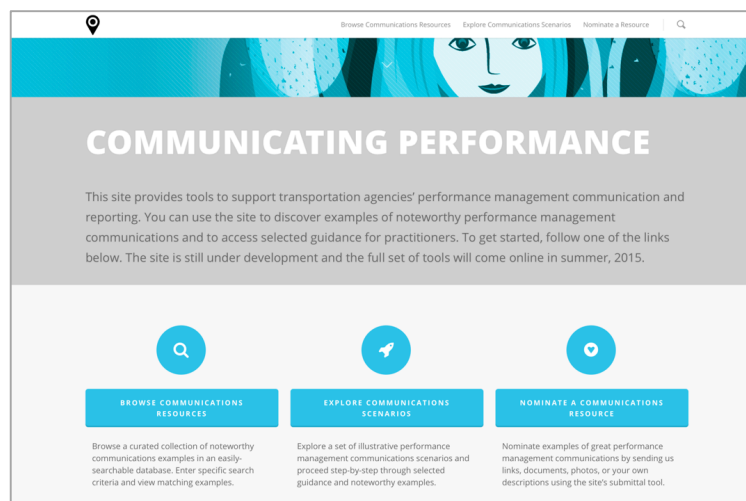 Browse Communications Resources Explore Communications Scenarios Nominate a Resource
COMMUNICATING PERFORMANCE
This site provides tools to support transportation agencies' performance management communication and
reporting. You can use the site to discover examples of noteworthy performance management
communications and to access selected guidance for practitioners. To get started, follow one of the links
below. The site is still under development and the full set of tools will come online in summer, 2015.
BROWSE COMMUNICATIONS
RESOURCES
Browse a curated collection of noteworthy
communications examples in an easily-
searchable database. Enter specific search
criteria and view matching examples.
EXPLORE COMMUNICATIONS
SCENARIOS
Explore a set of illustrative performance
management communications scenarios and
proceed step-by-step through selected
guidance and noteworthy examples.
NOMINATE A COMMUNICATIONS
RESOURCE
Nominate examples of great performance
management communications by sending us
links, documents, photos, or your own
descriptions using the site's submittal tool.